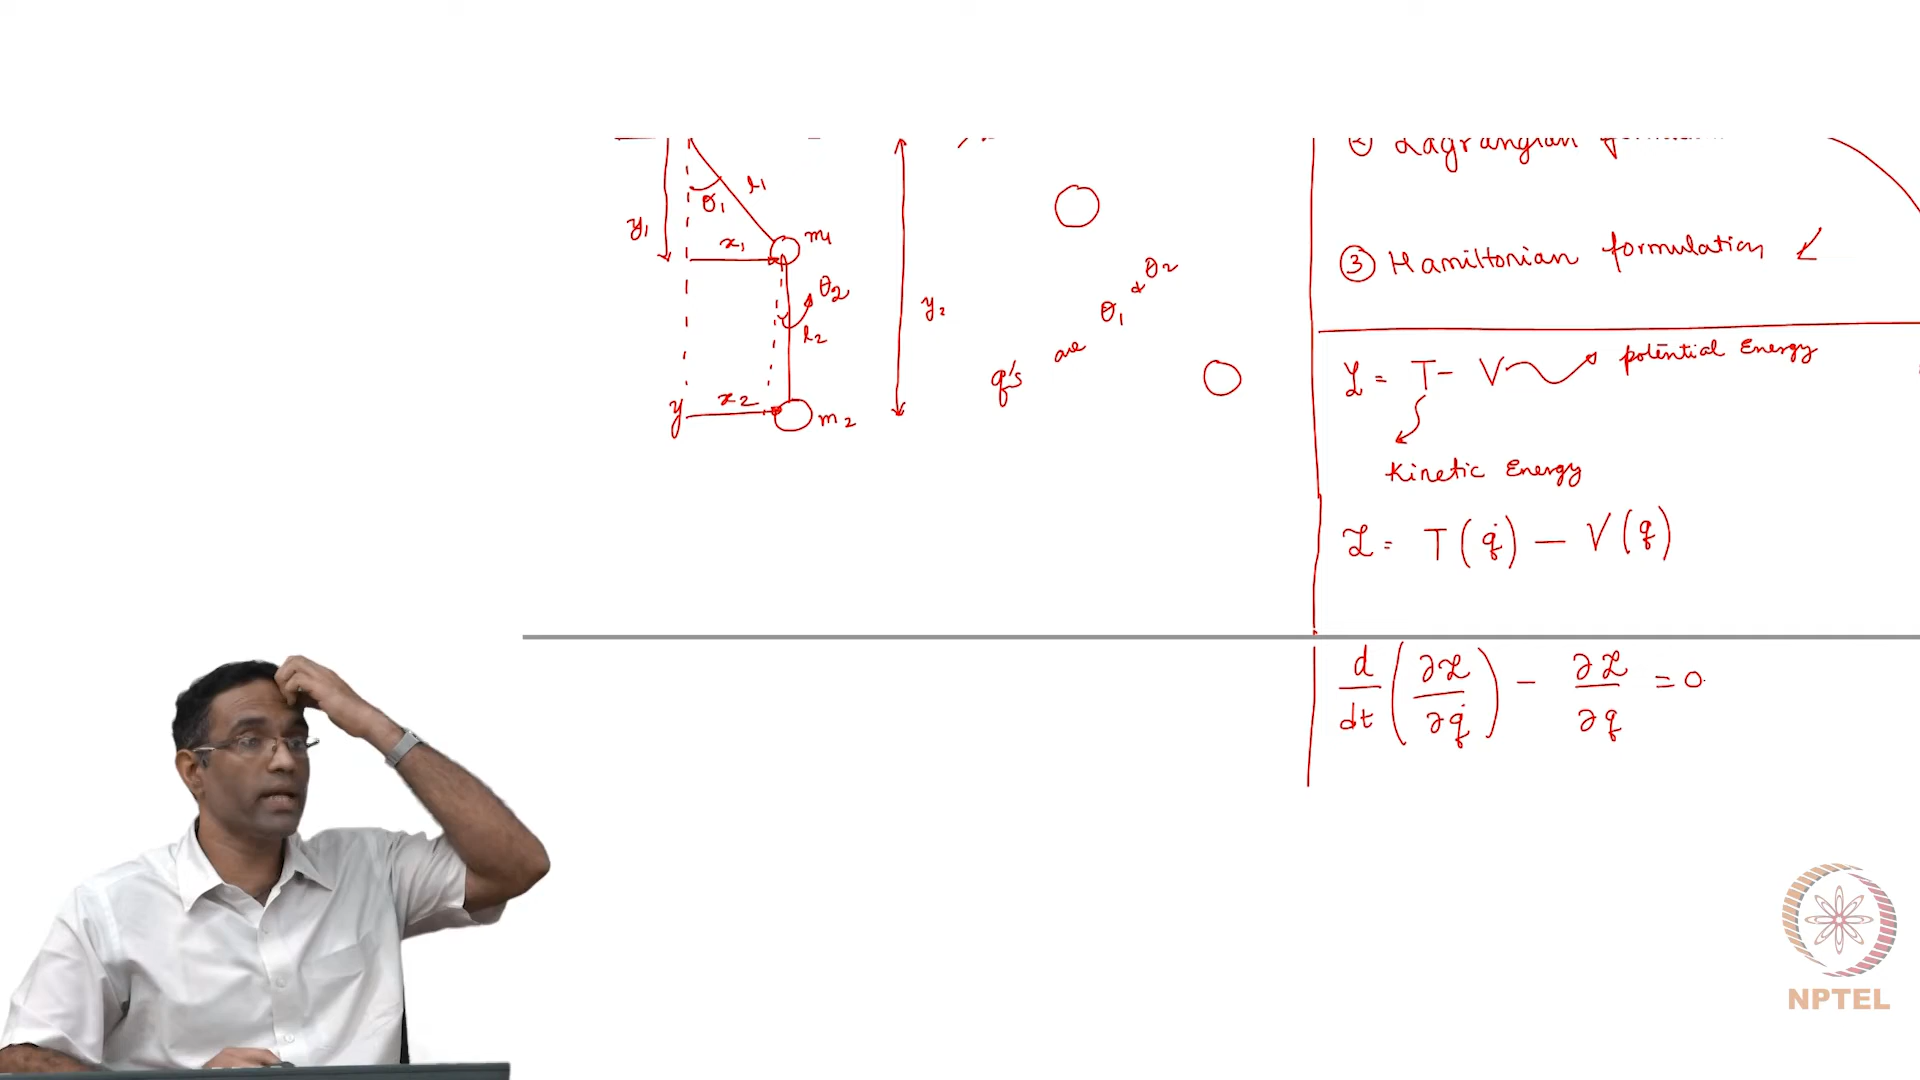 θ₁
l₁
y₁
x₁
m₁
θ₂
l₂
y₂
y
x₂
m₂
q's are θ₁ & θ₂
② Lagrangian
③ Hamiltonian formulation
ℒ = T - V potential Energy
Kinetic Energy
ℒ = T(q̇) - V(q)
d/dt (∂ℒ/∂q̇) - ∂ℒ/∂q = 0
NPTEL